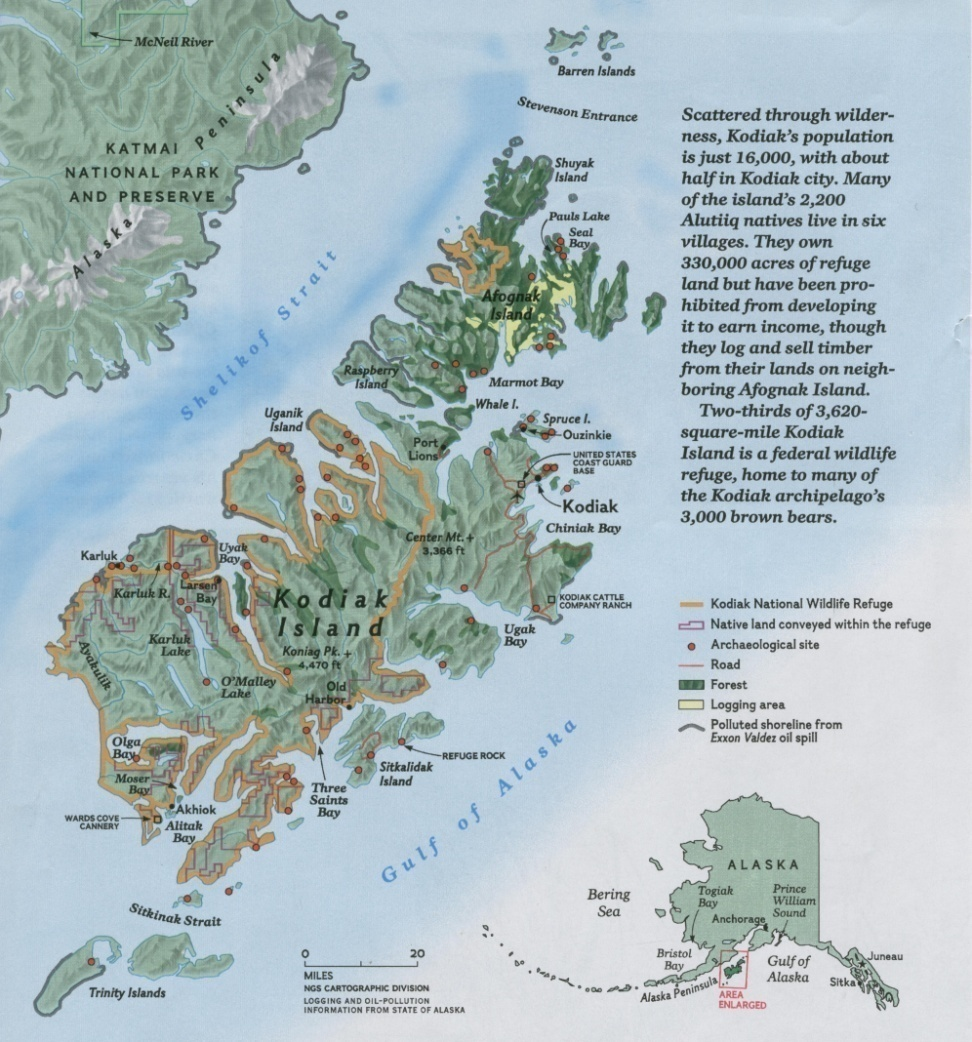 McNeil River
Barren Islands
Stevenson Entrance
Alaska Peninsula
KATMAI
NATIONAL PARK
AND PRESERVE
Shuyak
Island
Pauls Lake
Seal
Bay
Afognak
Island
Shelikof Strait
Raspberry
Island
Marmot Bay
Whale I.
Uganik
Island
Spruce I.
Ouzinkie
Port
Lions
UNITED STATES
COAST GUARD
BASE
Kodiak
Chiniak Bay
Center Mt. +
3,366 ft
Karluk
Uyak
Bay
Karluk R.
Larsen
Bay
Kodiak
Island
KODIAK CATTLE
COMPANY RANCH
Karluk
Lake
Ugak
Bay
Koniag Pk. +
4,470 ft
Ayakulik
O'Malley
Lake
Old
Harbor
Olga
Bay
REFUGE ROCK
Sitkalidak
Island
Moser
Bay
Three
Saints
Bay
Akhiok
WARDS COVE
CANNERY
Alitak
Bay
Gulf of Alaska
Sitkinak Strait
Trinity Islands
Scattered through wilder-
ness, Kodiak's population
is just 16,000, with about
half in Kodiak city. Many
of the island's 2,200
Alutiiq natives live in six
villages. They own
330,000 acres of refuge
land but have been pro-
hibited from developing
it to earn income, though
they log and sell timber
from their lands on neigh-
boring Afognak Island.
Two-thirds of 3,620-
square-mile Kodiak
Island is a federal wildlife
refuge, home to many of
the Kodiak archipelago's
3,000 brown bears.
Kodiak National Wildlife Refuge
Native land conveyed within the refuge
Archaeological site
Road
Forest
Logging area
Polluted shoreline from
Exxon Valdez oil spill
0 20
MILES
NGS CARTOGRAPHIC DIVISION
LOGGING AND OIL-POLLUTION
INFORMATION FROM STATE OF ALASKA
ALASKA
Bering
Sea
Togiak
Bay
Prince
William
Sound
Anchorage
Bristol
Bay
Gulf of
Alaska
Juneau
Sitka
Alaska Peninsula
AREA
ENLARGED